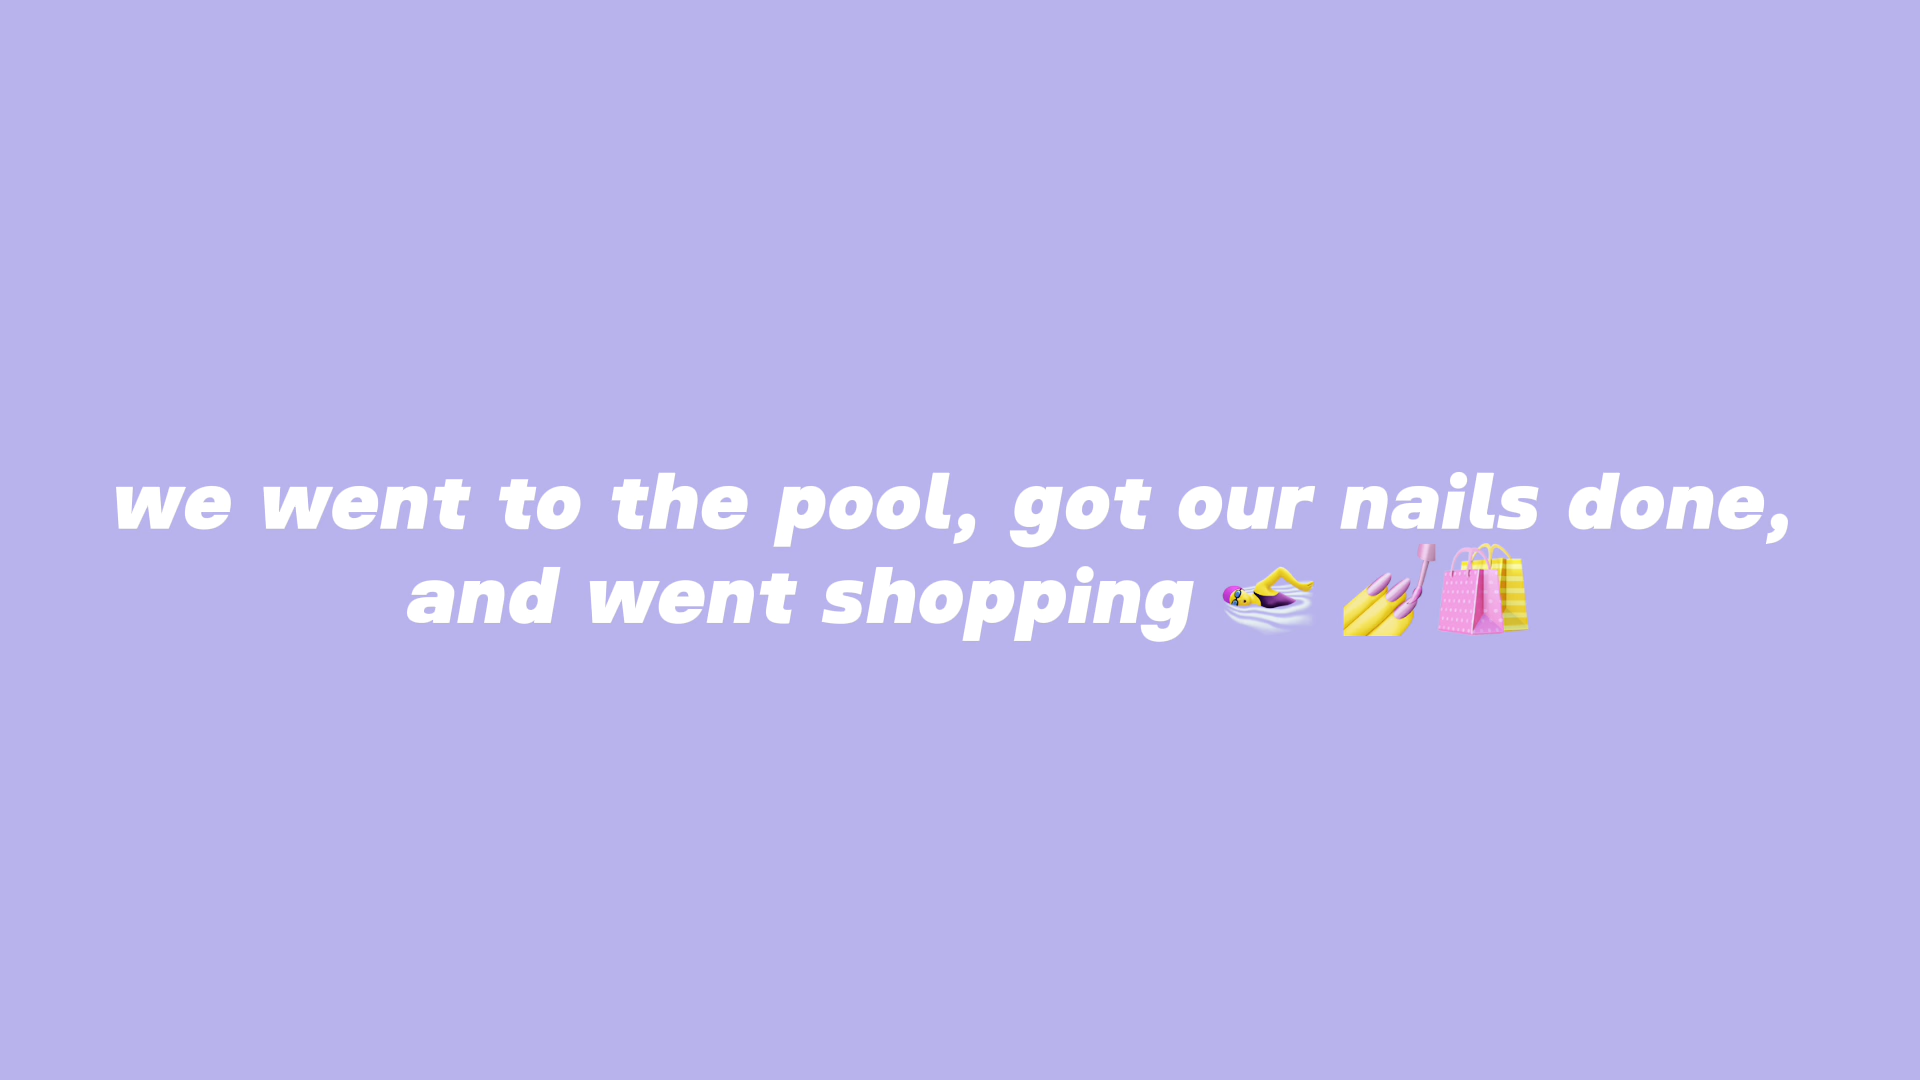 we went to the pool, got our nails done,
and went shopping 🏊‍♀️ 💅🛍️